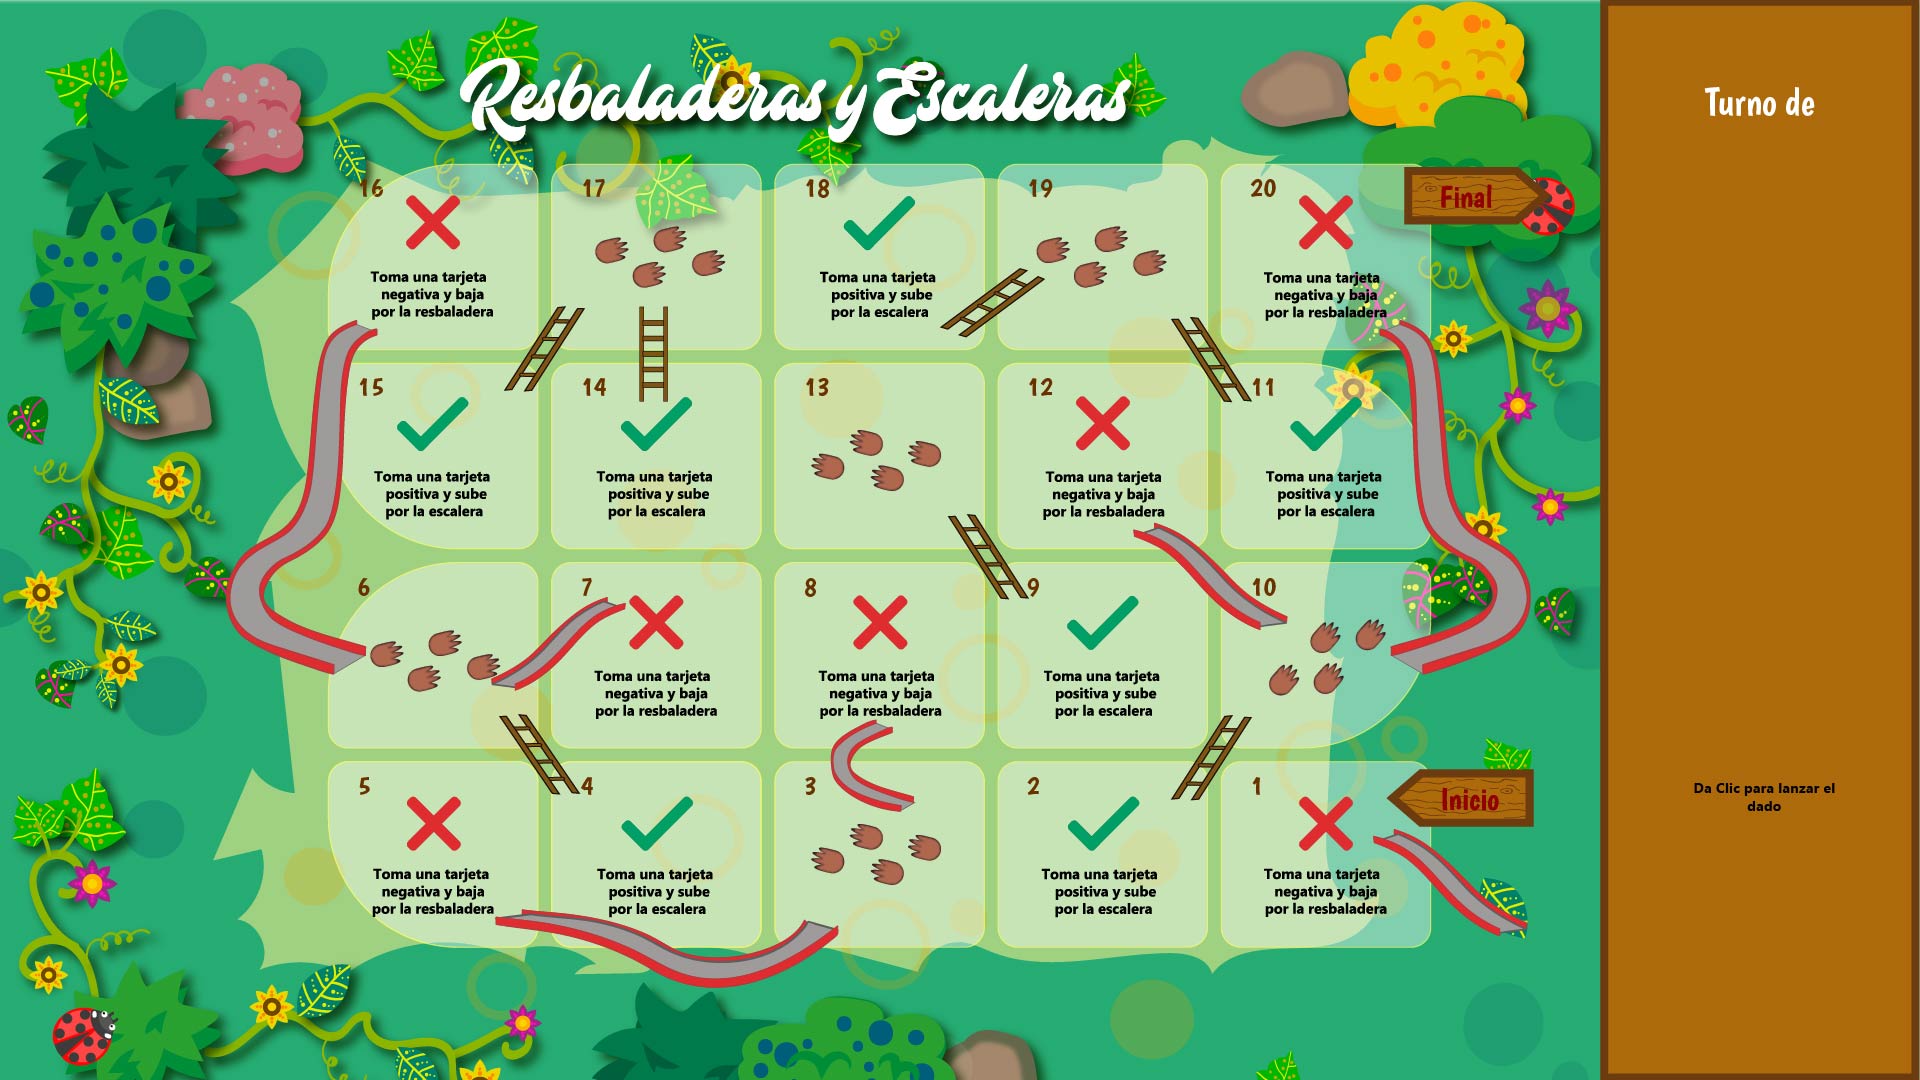 Resbaladeras y Escaleras
Turno de
16
Toma una tarjeta
negativa y baja
por la resbaladera
17
18
Toma una tarjeta
positiva y sube
por la escalera
19
20
Toma una tarjeta
negativa y baja
por la resbaladera
Final
15
Toma una tarjeta
positiva y sube
por la escalera
14
Toma una tarjeta
positiva y sube
por la escalera
13
12
Toma una tarjeta
negativa y baja
por la resbaladera
11
Toma una tarjeta
positiva y sube
por la escalera
6
7
Toma una tarjeta
negativa y baja
por la resbaladera
8
Toma una tarjeta
negativa y baja
por la resbaladera
9
Toma una tarjeta
positiva y sube
por la escalera
10
5
Toma una tarjeta
negativa y baja
por la resbaladera
4
Toma una tarjeta
positiva y sube
por la escalera
3
2
Toma una tarjeta
positiva y sube
por la escalera
1
Toma una tarjeta
negativa y baja
por la resbaladera
Inicio
Da Clic para lanzar el
dado